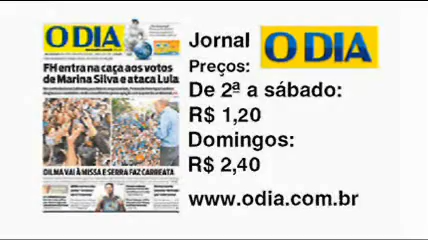 O DIA
FH entra na caça aos votos
de Marina Silva e ataca Lula
DILMA VAI À MISSA E SERRA FAZ CARREATA
Jornal O DIA
Preços:
De 2ª a sábado:
R$ 1,20
Domingos:
R$ 2,40
www.odia.com.br